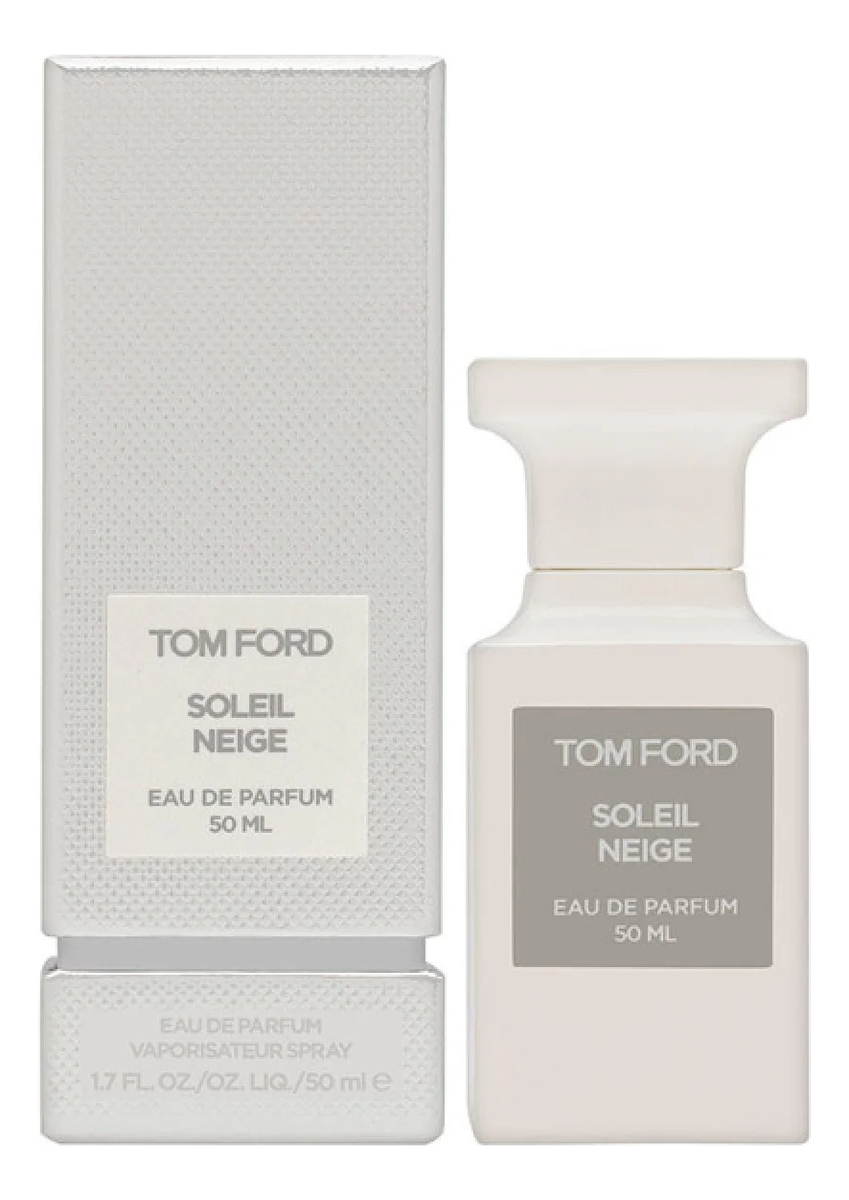 TOM FORD
SOLEIL
NEIGE
EAU DE PARFUM
50 ML
EAU DE PARFUM
VAPORISATEUR SPRAY
1.7 FL. OZ./OZ. LIQ./50 ml ℮
TOM FORD
SOLEIL
NEIGE
EAU DE PARFUM
50 ML